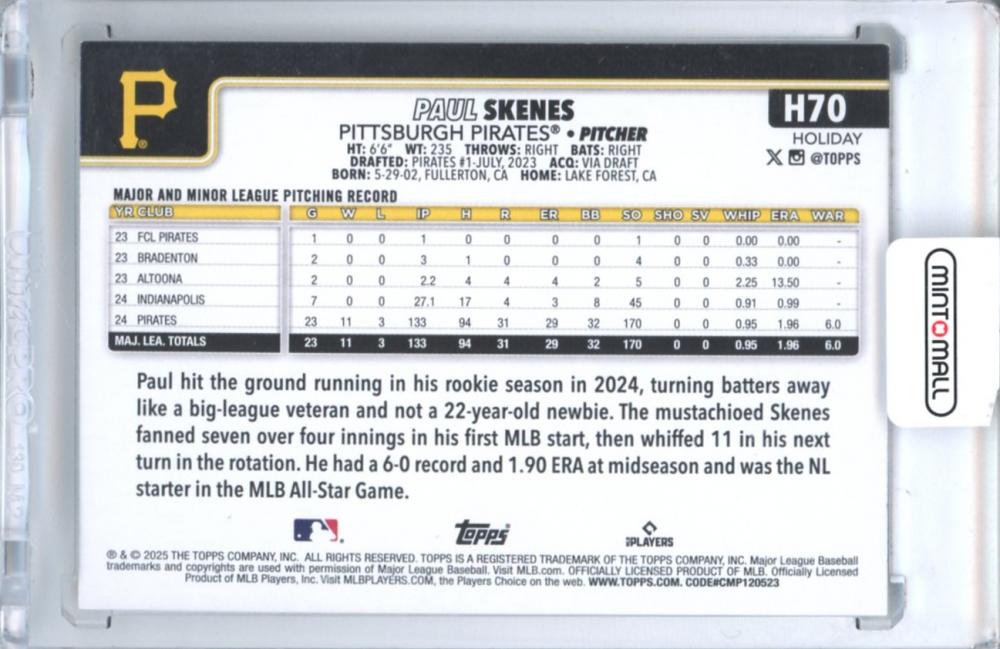 P
PAUL SKENES
H70
PITTSBURGH PIRATES® • PITCHER
HOLIDAY
HT: 6'6" WT: 235 THROWS: RIGHT BATS: RIGHT
X @TOPPS
DRAFTED: PIRATES #1-JULY, 2023 ACQ: VIA DRAFT
BORN: 5-29-02, FULLERTON, CA HOME: LAKE FOREST, CA
MAJOR AND MINOR LEAGUE PITCHING RECORD
YR CLUB G W L IP H R ER BB SO SHO SV WHIP ERA WAR
23 FCL PIRATES 1 0 0 1 0 0 0 0 1 0 0 0.00 0.00 -
23 BRADENTON 2 0 0 3 1 0 0 0 4 0 0 0.33 0.00 -
23 ALTOONA 2 0 0 2.2 4 4 4 2 5 0 0 2.25 13.50 -
24 INDIANAPOLIS 7 0 0 27.1 17 4 3 8 45 0 0 0.91 0.99 -
24 PIRATES 23 11 3 133 94 31 29 32 170 0 0 0.95 1.96 6.0
MAJ. LEA. TOTALS 23 11 3 133 94 31 29 32 170 0 0 0.95 1.96 6.0
Paul hit the ground running in his rookie season in 2024, turning batters away
like a big-league veteran and not a 22-year-old newbie. The mustachioed Skenes
fanned seven over four innings in his first MLB start, then whiffed 11 in his next
turn in the rotation. He had a 6-0 record and 1.90 ERA at midseason and was the NL
starter in the MLB All-Star Game.
Topps
MLB PLAYERS
® & © 2025 THE TOPPS COMPANY, INC. ALL RIGHTS RESERVED. TOPPS IS A REGISTERED TRADEMARK OF THE TOPPS COMPANY, INC. Major League Baseball
trademarks and copyrights are used with permission of Major League Baseball. Visit MLB.com. OFFICIALLY LICENSED PRODUCT OF MLB. Officially Licensed
Product of MLB Players, Inc. Visit MLBPLAYERS.COM, the Players Choice on the web. WWW.TOPPS.COM. CODE#CMP120523
MINTOMALL